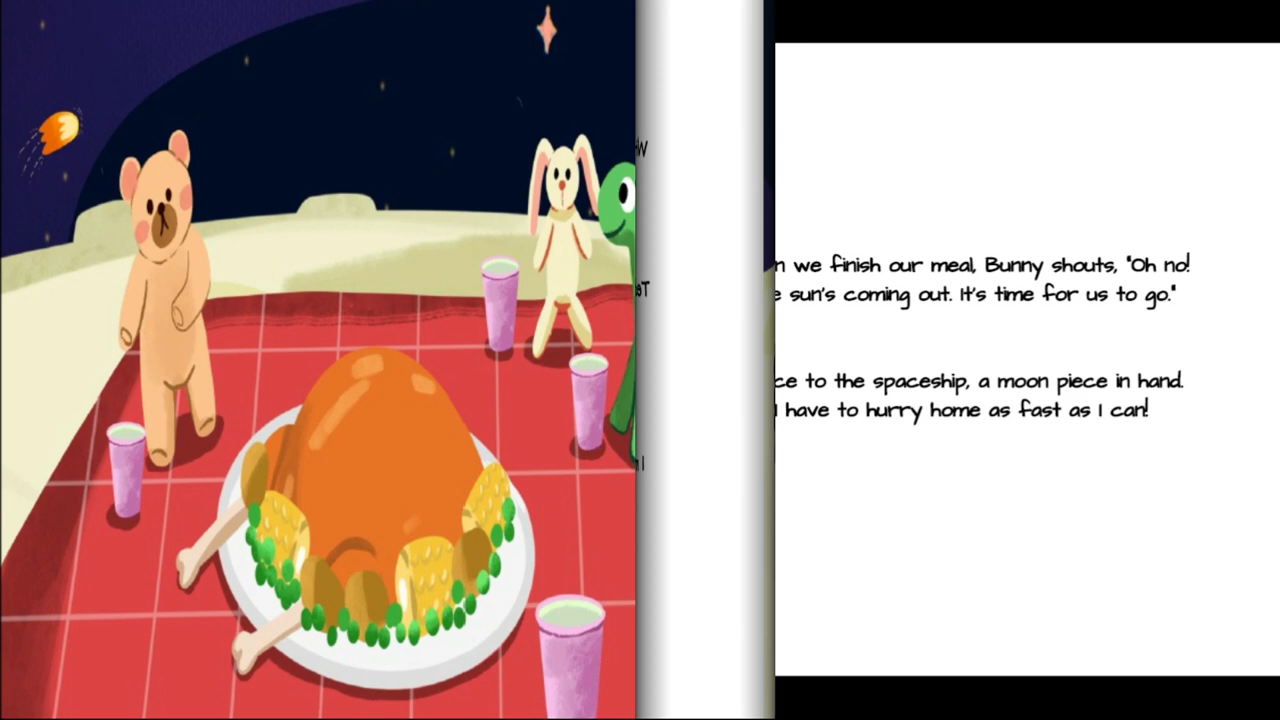 we finish our meal, Bunny shouts, "Oh no!
sun's coming out. It's time for us to go."
to the spaceship, a moon piece in hand.
I have to hurry home as fast as I can!